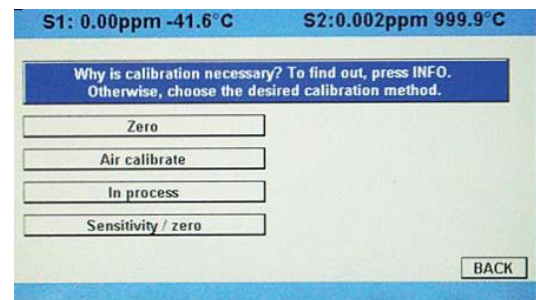 S1: 0.00ppm -41.6°C S2:0.002ppm 999.9°C
Why is calibration necessary? To find out, press INFO.
Otherwise, choose the desired calibration method.
Zero
Air calibrate
In process
Sensitivity / zero
BACK